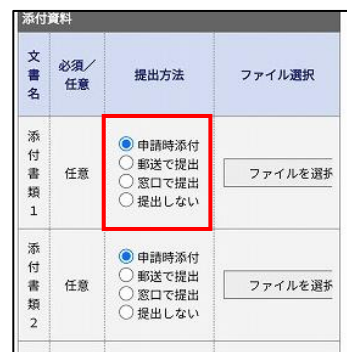 添付資料
文書名
必須／任意
提出方法
ファイル選択
添付書類1
任意
申請時添付
郵送で提出
窓口で提出
提出しない
ファイルを選択
添付書類2
任意
申請時添付
郵送で提出
窓口で提出
提出しない
ファイルを選択